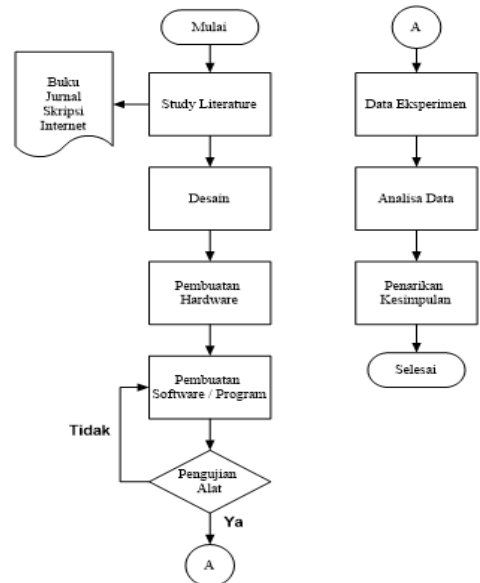 Mulai
Buku
Jurnal
Skripsi
Internet
Study Literature
Desain
Pembuatan
Hardware
Pembuatan
Software / Program
Tidak
Pengujian
Alat
Ya
A
A
Data Eksperimen
Analisa Data
Penarikan
Kesimpulan
Selesai